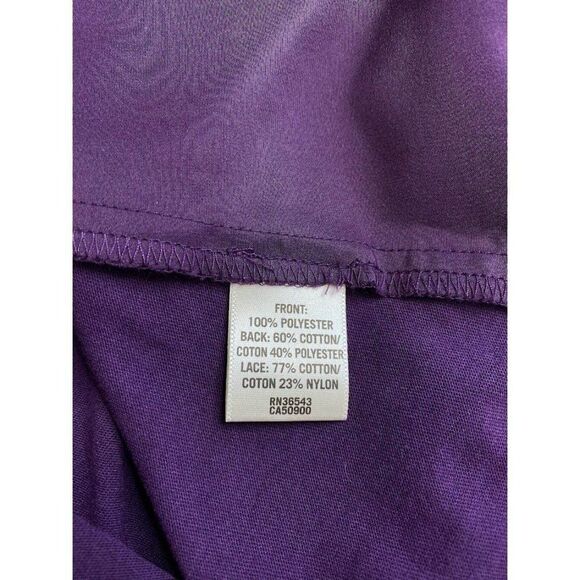 FRONT:
100% POLYESTER
BACK: 60% COTTON/
COTON 40% POLYESTER
LACE: 77% COTTON/
COTON 23% NYLON
RN36543
CA50900